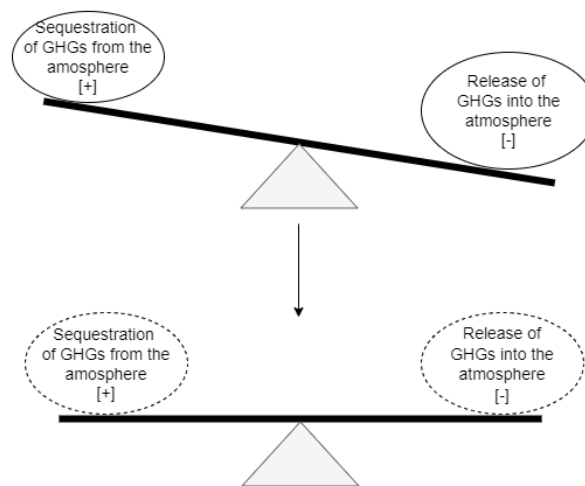 Sequestration
of GHGs from the
amosphere
[+]
Release of
GHGs into the
atmosphere
[-]
Sequestration
of GHGs from the
amosphere
[+]
Release of
GHGs into the
atmosphere
[-]